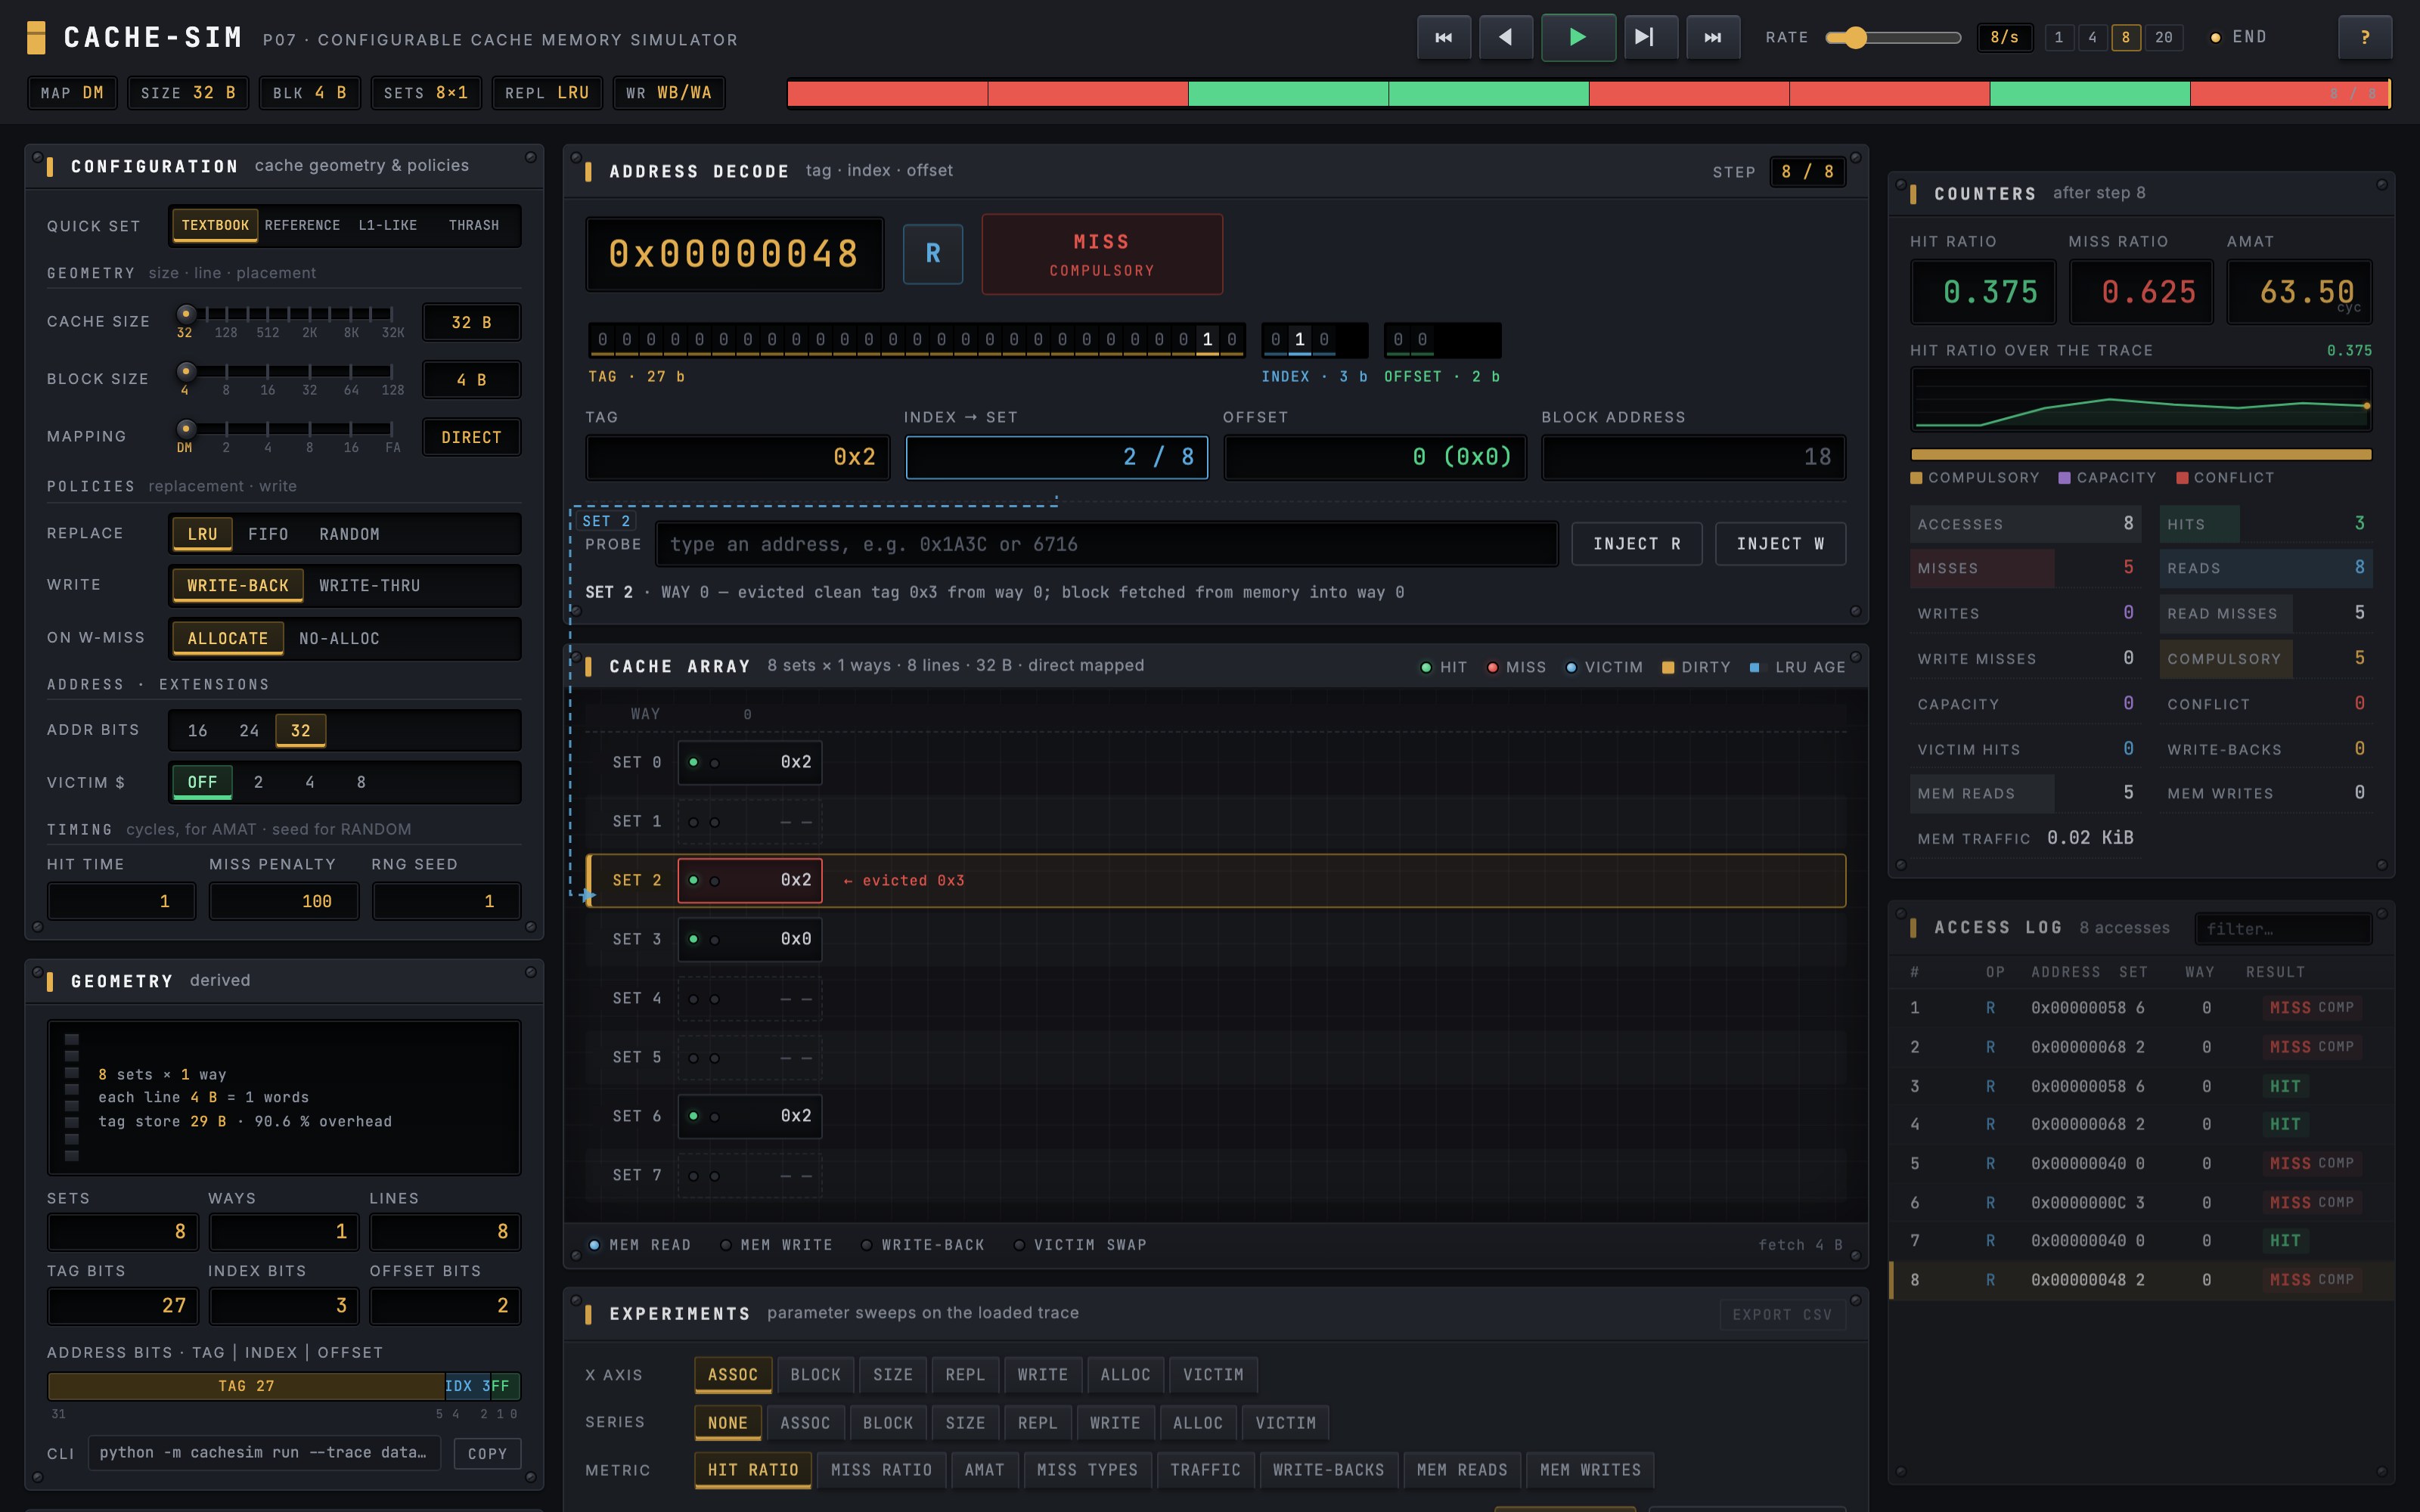 CACHE-SIM P07 · CONFIGURABLE CACHE MEMORY SIMULATOR
RATE 8/s 1 4 8 20 END ?
MAP DM SIZE 32 B BLK 4 B SETS 8×1 REPL LRU WR WB/WA 8 / 8
CONFIGURATION cache geometry & policies
QUICK SET TEXTBOOK REFERENCE L1-LIKE THRASH
GEOMETRY size · line · placement
CACHE SIZE 32 B
32 128 512 2K 8K 32K
BLOCK SIZE 4 B
4 8 16 32 64 128
MAPPING DIRECT
DM 2 4 8 16 FA
POLICIES replacement · write
REPLACE LRU FIFO RANDOM
WRITE WRITE-BACK WRITE-THRU
ON W-MISS ALLOCATE NO-ALLOC
ADDRESS · EXTENSIONS
ADDR BITS 16 24 32
VICTIM $ OFF 2 4 8
TIMING cycles, for AMAT · seed for RANDOM
HIT TIME MISS PENALTY RNG SEED
1 100 1
GEOMETRY derived
8 sets × 1 way
each line 4 B = 1 words
tag store 29 B · 90.6 % overhead
SETS WAYS LINES
8 1 8
TAG BITS INDEX BITS OFFSET BITS
27 3 2
ADDRESS BITS · TAG | INDEX | OFFSET
TAG 27 IDX 3 FF
31 5 4 2 1 0
CLI python -m cachesim run --trace data… COPY
ADDRESS DECODE tag · index · offset STEP 8 / 8
0x00000048 R MISS
COMPULSORY
0 0 0 0 0 0 0 0 0 0 0 0 0 0 0 0 0 0 0 0 0 0 0 0 0 1 0 0 1 0 0 0
TAG · 27 b INDEX · 3 b OFFSET · 2 b
TAG INDEX → SET OFFSET BLOCK ADDRESS
0x2 2 / 8 0 (0x0) 18
SET 2
PROBE type an address, e.g. 0x1A3C or 6716 INJECT R INJECT W
SET 2 · WAY 0 — evicted clean tag 0x3 from way 0; block fetched from memory into way 0
CACHE ARRAY 8 sets × 1 ways · 8 lines · 32 B · direct mapped HIT MISS VICTIM DIRTY LRU AGE
WAY 0
SET 0 0x2
SET 1 — —
SET 2 0x2 ← evicted 0x3
SET 3 0x0
SET 4 — —
SET 5 — —
SET 6 0x2
SET 7 — —
MEM READ MEM WRITE WRITE-BACK VICTIM SWAP fetch 4 B
EXPERIMENTS parameter sweeps on the loaded trace EXPORT CSV
X AXIS ASSOC BLOCK SIZE REPL WRITE ALLOC VICTIM
SERIES NONE ASSOC BLOCK SIZE REPL WRITE ALLOC VICTIM
METRIC HIT RATIO MISS RATIO AMAT MISS TYPES TRAFFIC WRITE-BACKS MEM READS MEM WRITES
COUNTERS after step 8
HIT RATIO MISS RATIO AMAT
0.375 0.625 63.50 cyc
HIT RATIO OVER THE TRACE 0.375
COMPULSORY CAPACITY CONFLICT
ACCESSES 8 HITS 3
MISSES 5 READS 8
WRITES 0 READ MISSES 5
WRITE MISSES 0 COMPULSORY 5
CAPACITY 0 CONFLICT 0
VICTIM HITS 0 WRITE-BACKS 0
MEM READS 5 MEM WRITES 0
MEM TRAFFIC 0.02 KiB
ACCESS LOG 8 accesses filter…
# OP ADDRESS SET WAY RESULT
1 R 0x00000058 6 0 MISS COMP
2 R 0x00000068 2 0 MISS COMP
3 R 0x00000058 6 0 HIT
4 R 0x00000068 2 0 HIT
5 R 0x00000040 0 0 MISS COMP
6 R 0x0000000C 3 0 MISS COMP
7 R 0x00000040 0 0 HIT
8 R 0x00000048 2 0 MISS COMP